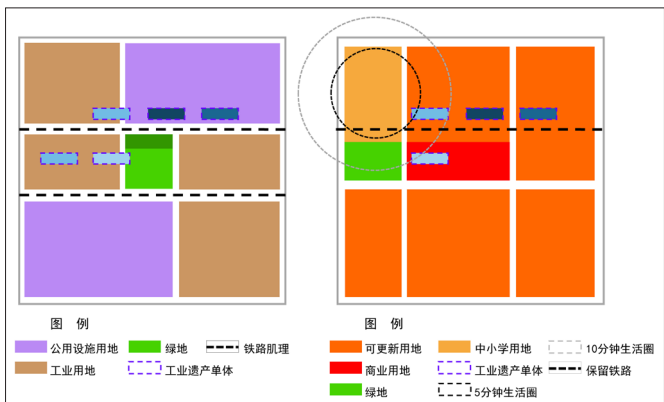 图 例
公用设施用地
绿地
铁路肌理
工业用地
工业遗产单体
图 例
可更新用地
中小学用地
10分钟生活圈
商业用地
工业遗产单体
保留铁路
绿地
5分钟生活圈